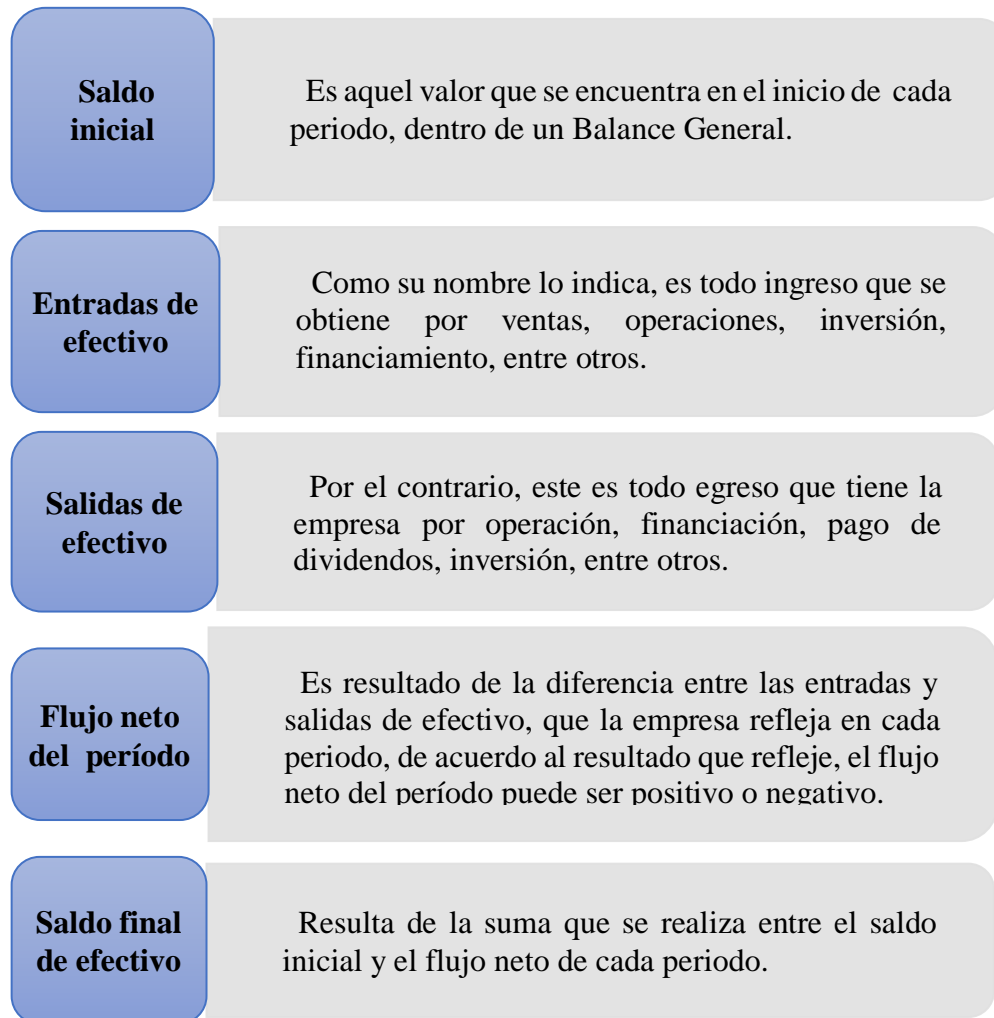 Saldo
inicial
Es aquel valor que se encuentra en el inicio de cada
periodo, dentro de un Balance General.
Entradas de
efectivo
Como su nombre lo indica, es todo ingreso que se
obtiene por ventas, operaciones, inversión,
financiamiento, entre otros.
Salidas de
efectivo
Por el contrario, este es todo egreso que tiene la
empresa por operación, financiación, pago de
dividendos, inversión, entre otros.
Flujo neto
del período
Es resultado de la diferencia entre las entradas y
salidas de efectivo, que la empresa refleja en cada
periodo, de acuerdo al resultado que refleje, el flujo
neto del período puede ser positivo o negativo.
Saldo final
de efectivo
Resulta de la suma que se realiza entre el saldo
inicial y el flujo neto de cada periodo.